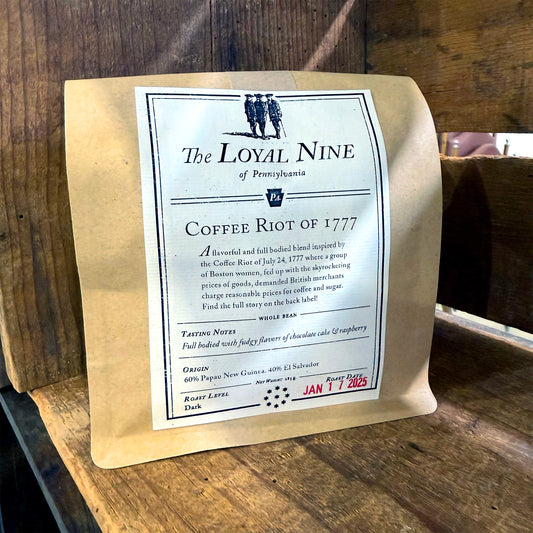 The LOYAL NINE
of Pennsylvania
PA.
COFFEE RIOT OF 1777
A flavorful and full bodied blend inspired by
the Coffee Riot of July 24, 1777 where a group
of Boston women, fed up with the skyrocketing
prices of goods, demanded British merchants
charge reasonable prices for coffee and sugar.
Find the full story on the back label!
WHOLE BEAN
TASTING NOTES
Full bodied with fudgy flavors of chocolate cake & raspberry
ORIGIN
60% Papau New Guinea, 40% El Salvador
NET WEIGHT:
ROAST LEVEL
Dark
ROAST DATE
JAN 17 2025